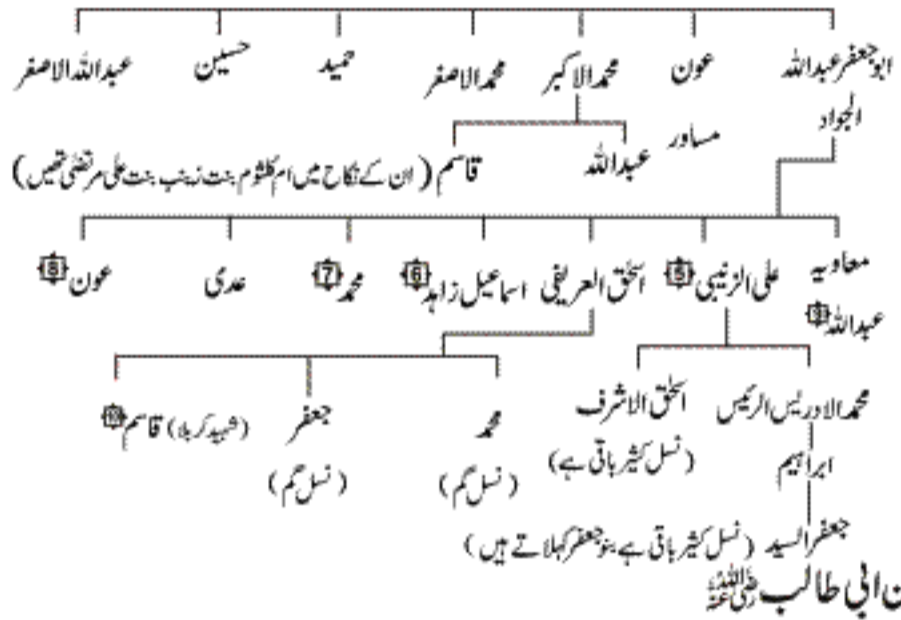 ابو جعفر عبداللہ الجواد
عون
محمد الاکبر
محمد الاصغر
حمید
حسین
عبداللہ الاصغر
مساور
عبداللہ
قاسم (ان کے نکاح میں ام کلثوم بنت زینب بنت علی مرتضیٰ تھیں)
معاویہ
علی الزینبی 5
اسحٰق العریضی
اسماعیل زاہد 6
محمد 7
عدی
عون 8
عبداللہ
محمد الادریس الرئیس
اسحٰق الاشرف
محمد
جعفر
(شہید کربلا) قاسم 10
ابراہیم
(نسل کثیر باقی ہے)
(نسل گم)
(نسل گم)
جعفر السید (نسل کثیر باقی ہے بنو جعفر کہلاتے ہیں)
ن ابی طالب رضی اللہ عنہ